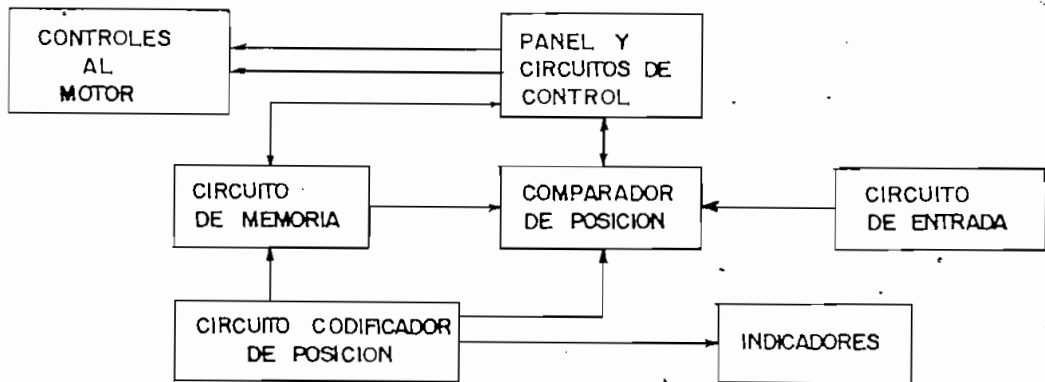 CONTROLES
AL
MOTOR
PANEL Y
CIRCUITOS DE
CONTROL
CIRCUITO
DE MEMORIA
COMPARADOR
DE POSICION
CIRCUITO
DE ENTRADA
CIRCUITO CODIFICADOR
DE POSICION
INDICADORES